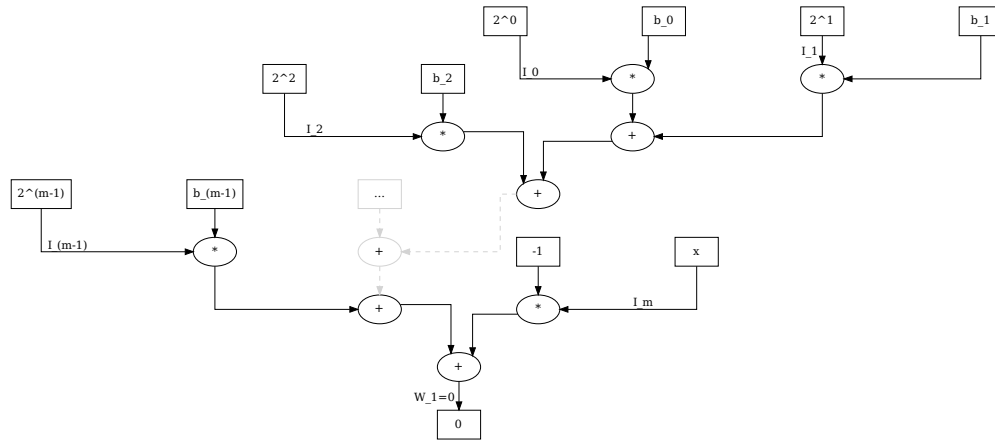 2^0
b_0
2^1
b_1
I_1
2^2
b_2
I_0
*
*
I_2
*
+
2^(m-1)
b_(m-1)
...
+
I_(m-1)
*
+
-1
x
+
*
I_m
+
W_1=0
0